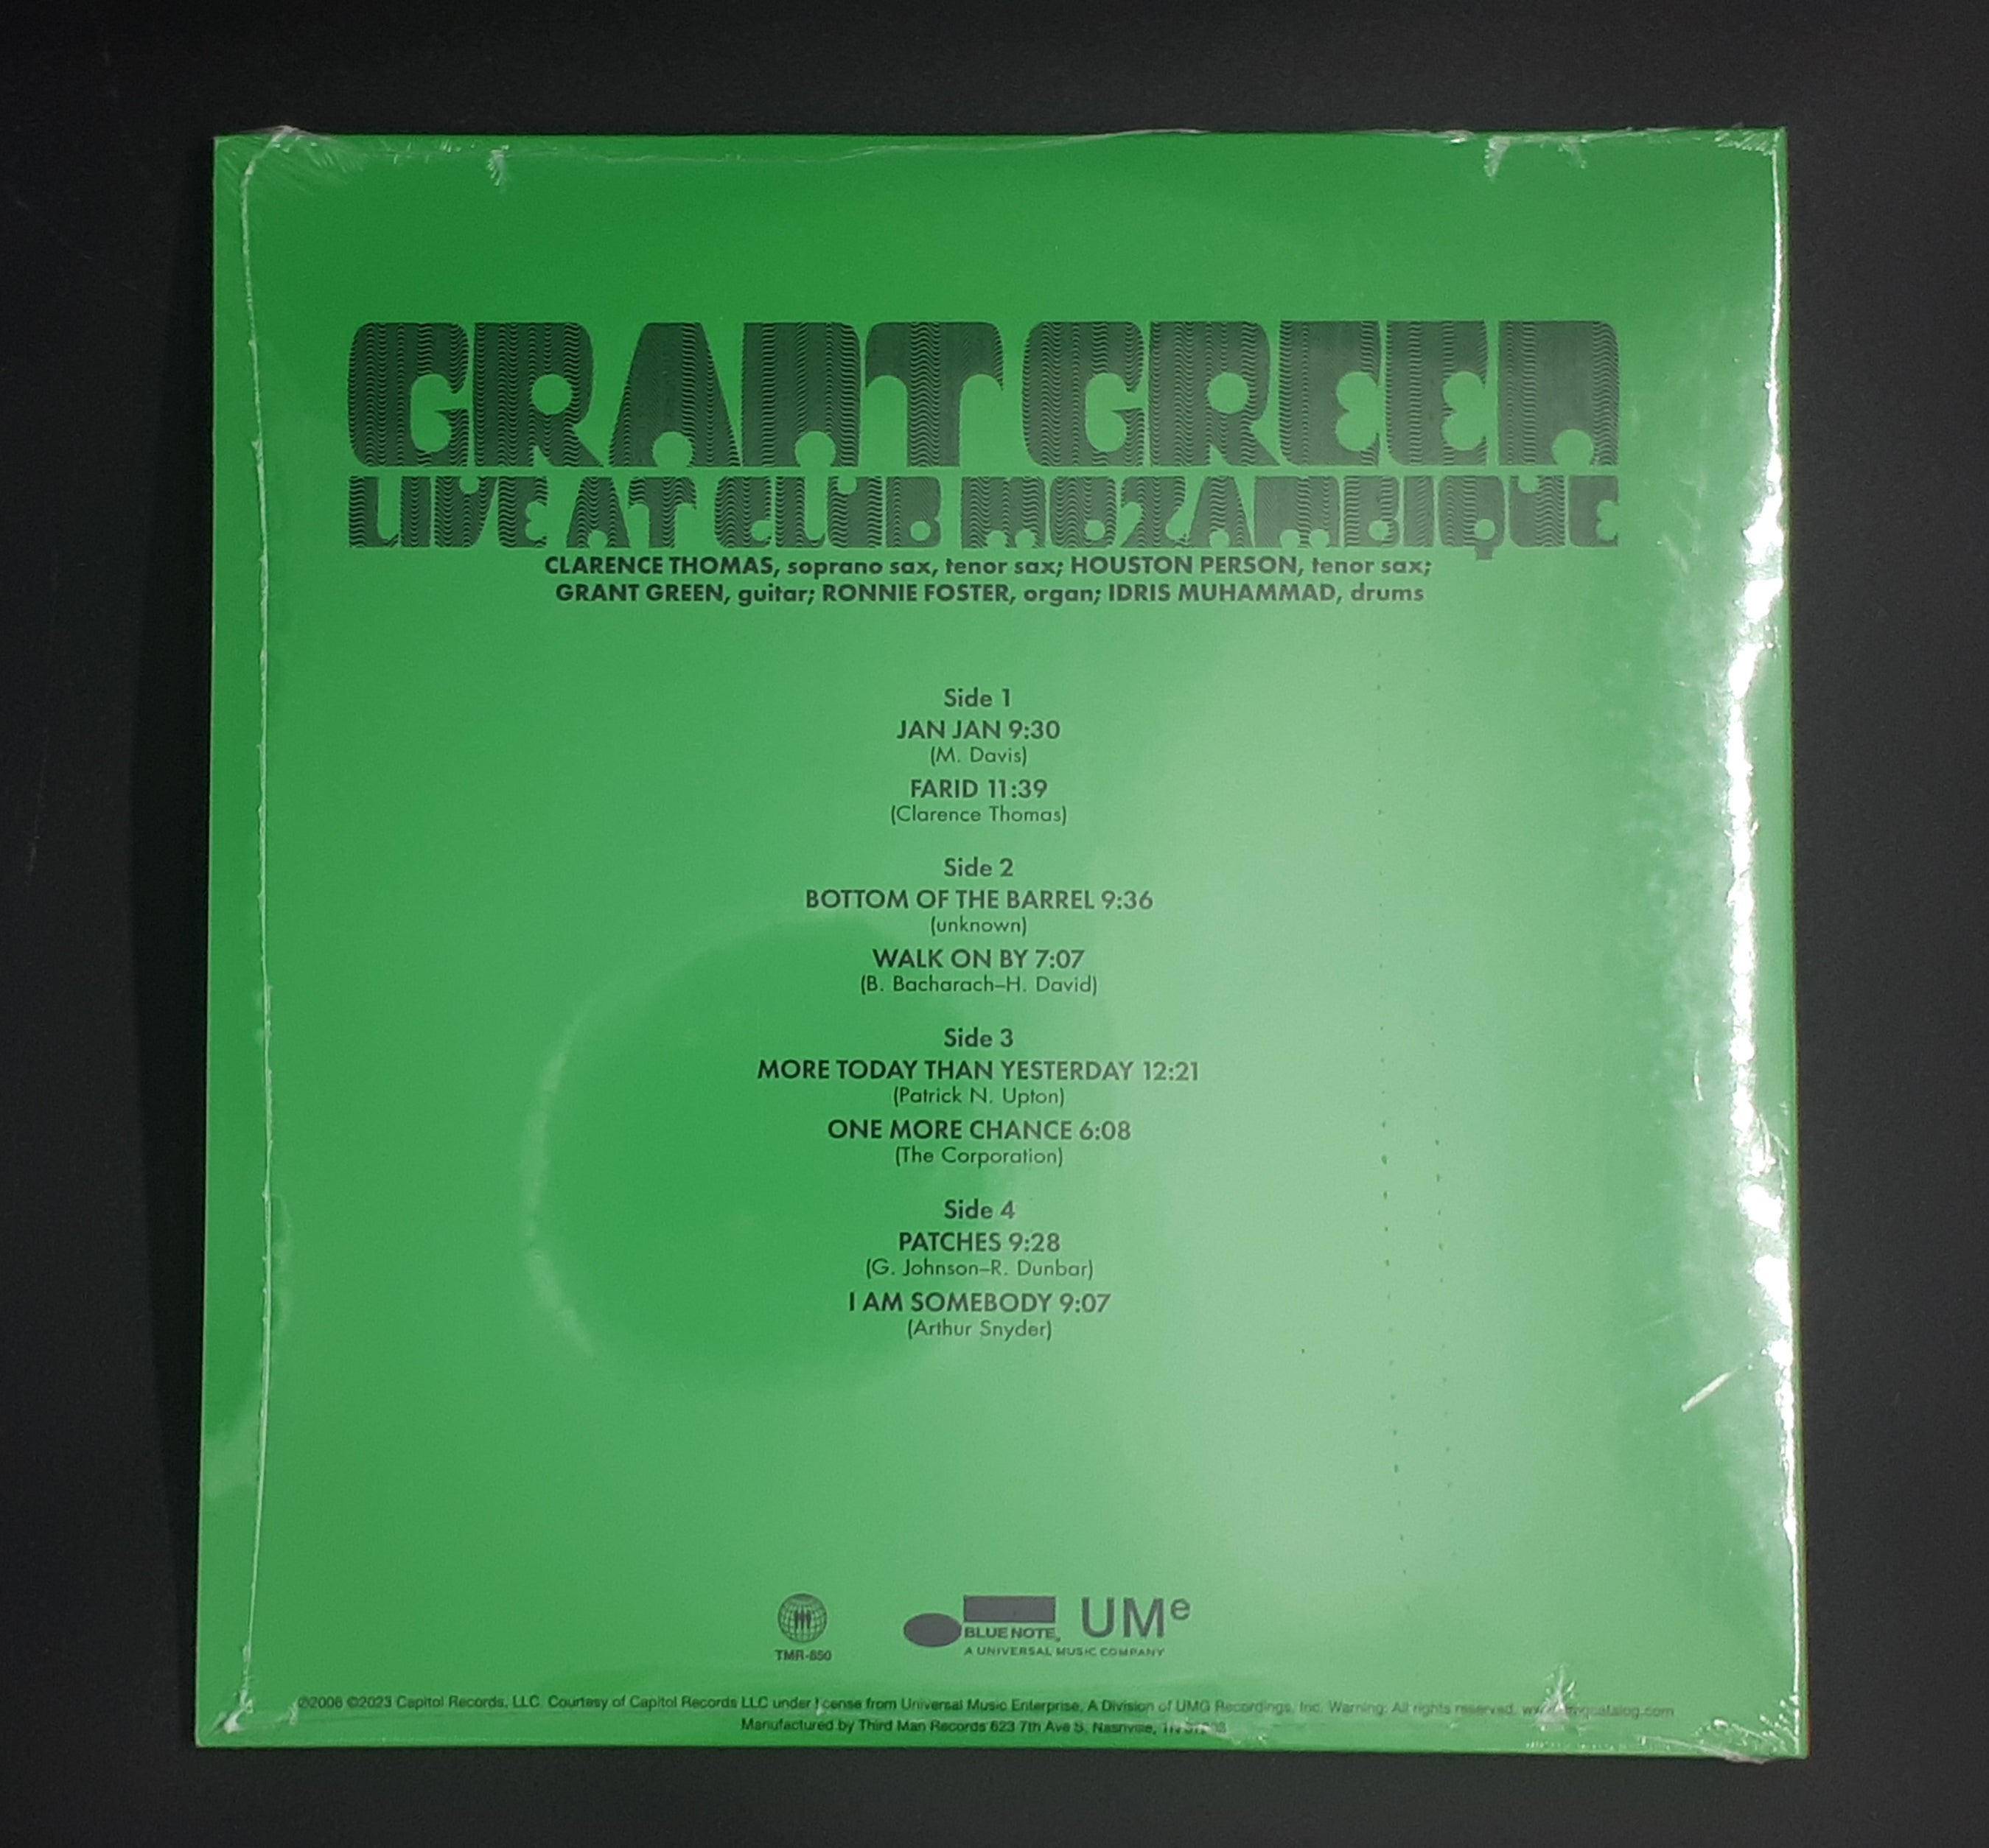 GRANT GREEN
LIVE AT CLUB MOZAMBIQUE
CLARENCE THOMAS, soprano sax, tenor sax; HOUSTON PERSON, tenor sax;
GRANT GREEN, guitar; RONNIE FOSTER, organ; IDRIS MUHAMMAD, drums
Side 1
JAN JAN 9:30
(M. Davis)
FARID 11:39
(Clarence Thomas)
Side 2
BOTTOM OF THE BARREL 9:36
(unknown)
WALK ON BY 7:07
(B. Bacharach–H. David)
Side 3
MORE TODAY THAN YESTERDAY 12:21
(Patrick N. Upton)
ONE MORE CHANCE 6:08
(The Corporation)
Side 4
PATCHES 9:28
(G. Johnson–R. Dunbar)
I AM SOMEBODY 9:07
(Arthur Snyder)
TMR-650
BLUE NOTE
UMe
A UNIVERSAL MUSIC COMPANY
℗2006 ©2023 Capitol Records, LLC. Courtesy of Capitol Records LLC under license from Universal Music Enterprise, A Division of UMG Recordings, Inc. Warning: All rights reserved.
Manufactured by Third Man Records 623 7th Ave S. Nashville, TN